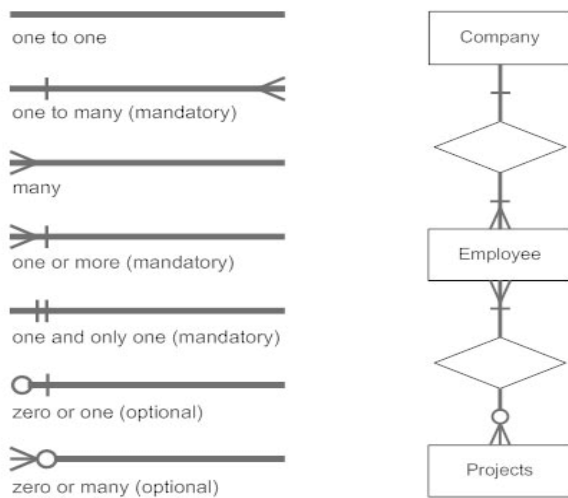 one to one
one to many (mandatory)
many
one or more (mandatory)
one and only one (mandatory)
zero or one (optional)
zero or many (optional)
Company
Employee
Projects